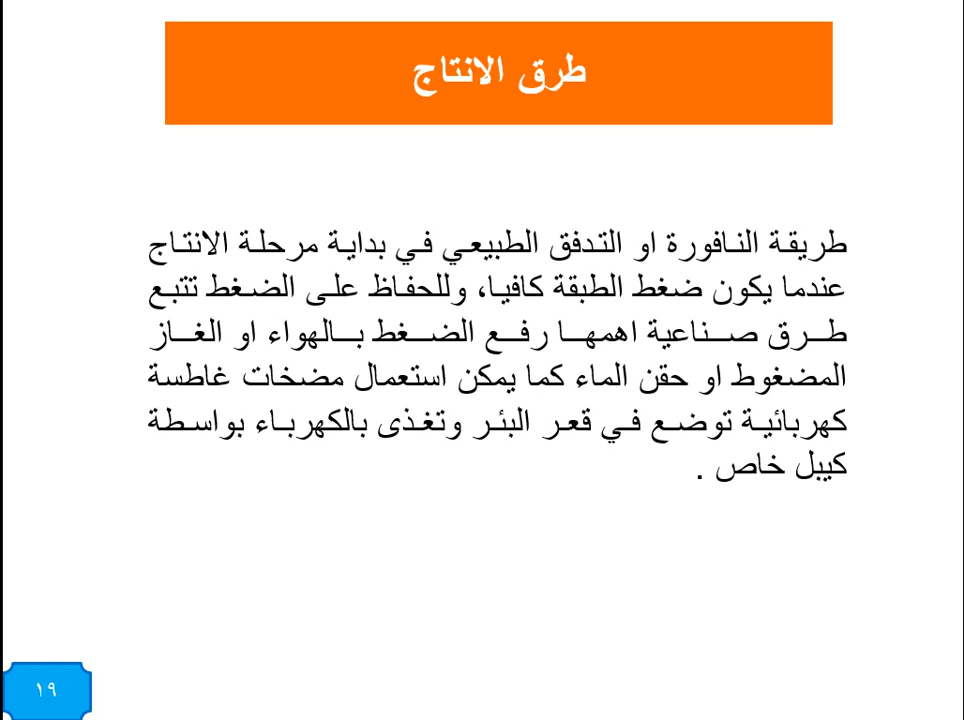 طرق الانتاج
طريقة النافورة او التدفق الطبيعي في بداية مرحلة الانتاج
عندما يكون ضغط الطبقة كافيا، وللحفاظ على الضغط تتبع
طرق صناعية اهمها رفع الضغط بالهواء او الغاز
المضغوط او حقن الماء كما يمكن استعمال مضخات غاطسة
كهربائية توضع في قعر البئر وتغذى بالكهرباء بواسطة
كيبل خاص .
١٩